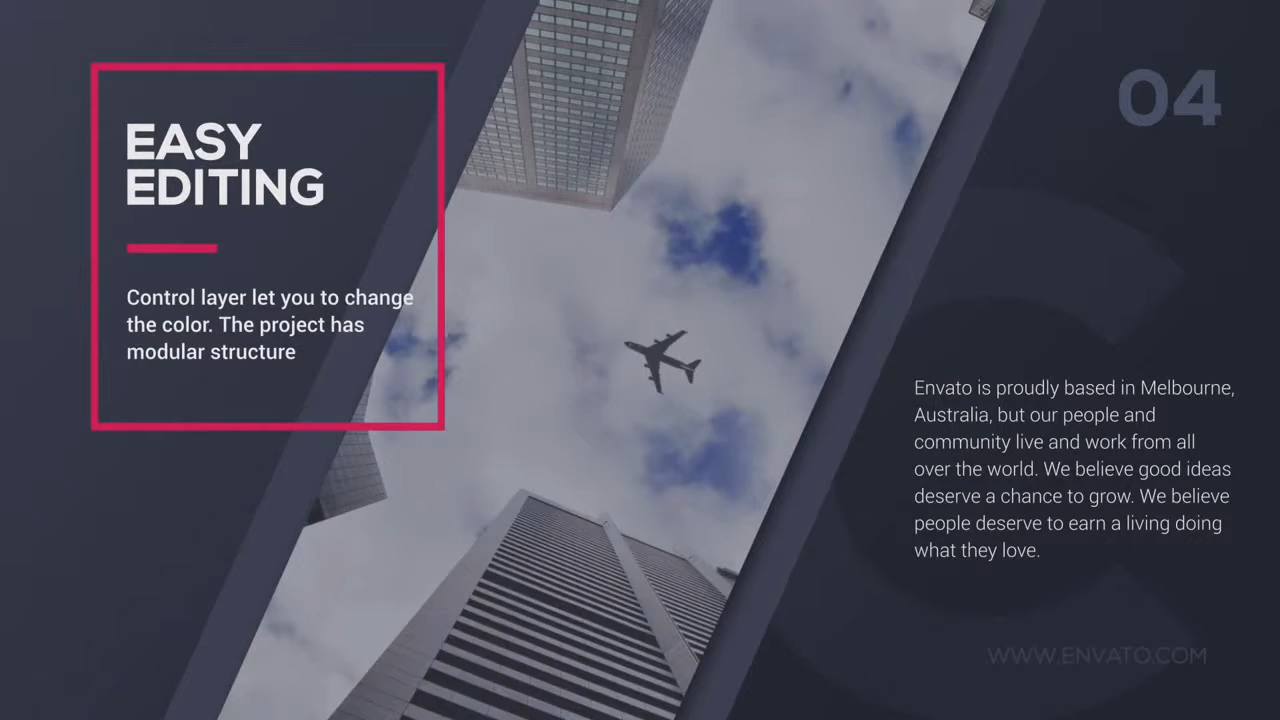 EASY
EDITING
Control layer let you to change
the color. The project has
modular structure
04
Envato is proudly based in Melbourne,
Australia, but our people and
community live and work from all
over the world. We believe good ideas
deserve a chance to grow. We believe
people deserve to earn a living doing
what they love.
WWW.ENVATO.COM